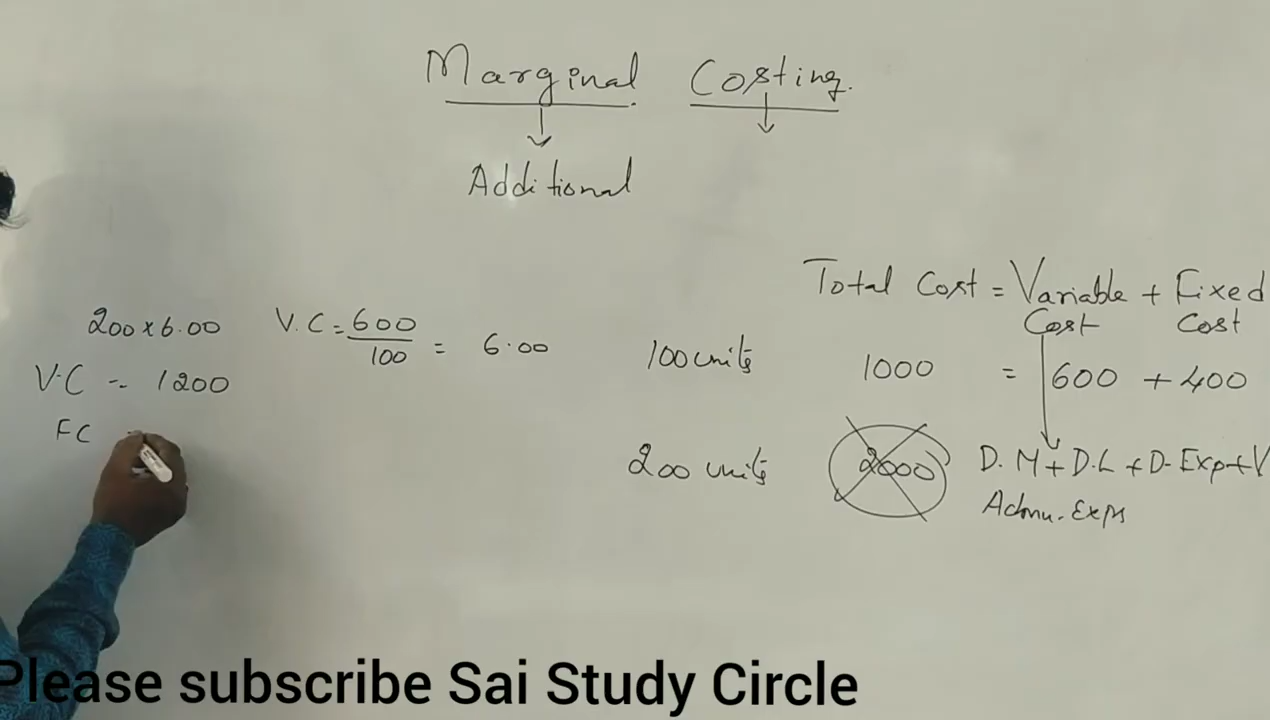 Marginal Costing.
Additional
Total Cost = Variable Cost + Fixed Cost
200 x 6.00
V.C = 600/100 = 6.00
100 units 1000 = 600 + 400
V.C = 1200
FC
200 units 2000 D.M + D.L + D-Exp + V
Admn. Exps
Please subscribe Sai Study Circle